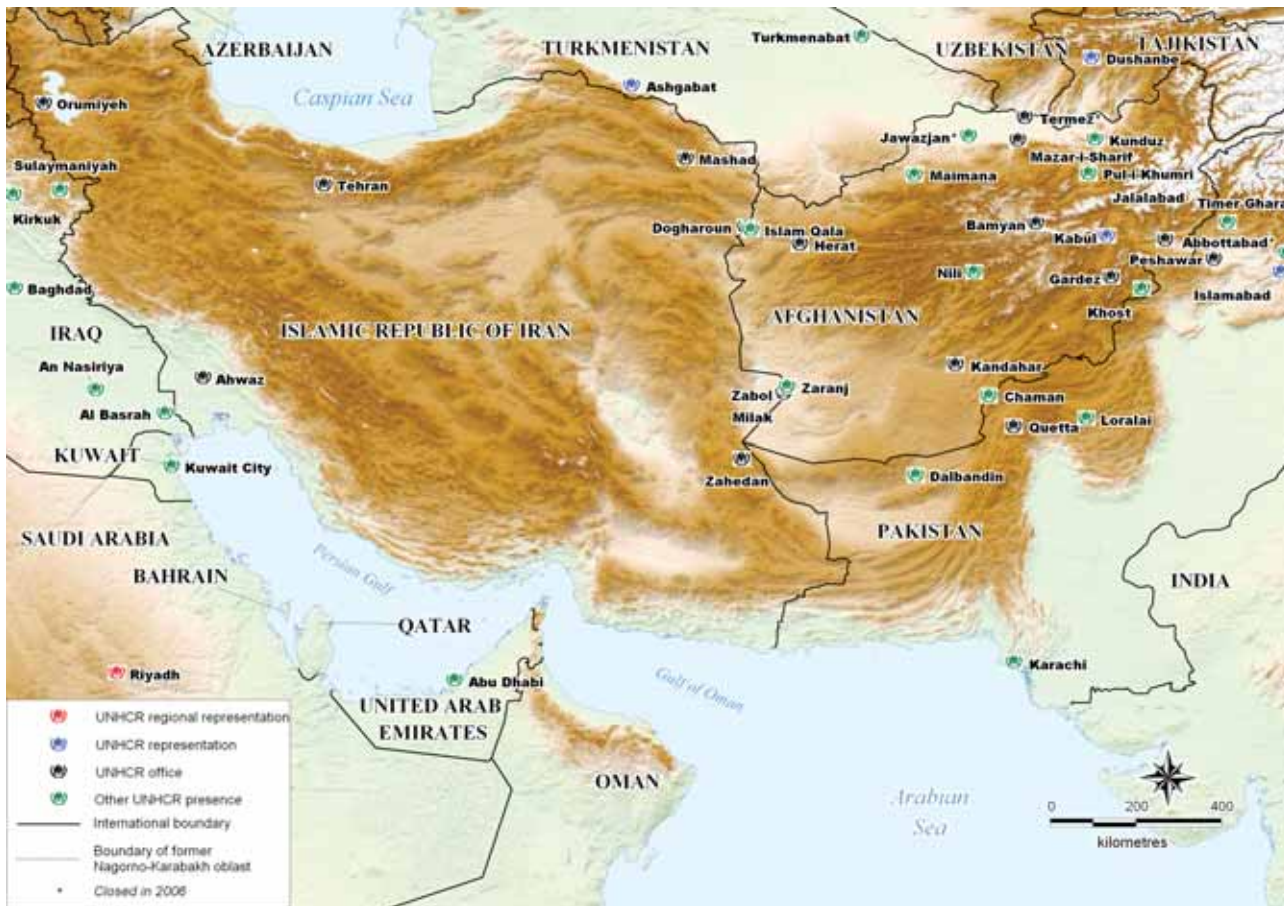 AZERBAIJAN
TURKMENISTAN
Turkmenabat
UZBEKISTAN
TAJIKISTAN
Dushanbe
Caspian Sea
Ashgabat
Orumiyeh
Termez*
Jawazjan*
Kunduz
Mazar-i-Sharif
Mashad
Sulaymaniyah
Tehran
Maimana
Pul-i-Khumri
Jalalabad
Timer Ghara
Kirkuk
Dogharoun
Islam Qala
Herat
Bamyan
Kabul
Abbottabad*
Peshawar
Nili
Gardez
Islamabad
Baghdad
Khost
IRAQ
ISLAMIC REPUBLIC OF IRAN
AFGHANISTAN
An Nasiriya
Ahwaz
Kandahar
Zabol
Zaranj
Chaman
Milak
Al Basrah
Quetta
Loralai
KUWAIT
Kuwait City
Zahedan
Dalbandin
SAUDI ARABIA
PAKISTAN
Persian Gulf
BAHRAIN
INDIA
QATAR
Riyadh
Abu Dhabi
Gulf of Oman
Karachi
UNITED ARAB
EMIRATES
OMAN
Arabian
Sea
0 200 400
kilometres
UNHCR regional representation
UNHCR representation
UNHCR office
Other UNHCR presence
International boundary
Boundary of former
Nagorno-Karabakh oblast
* Closed in 2006